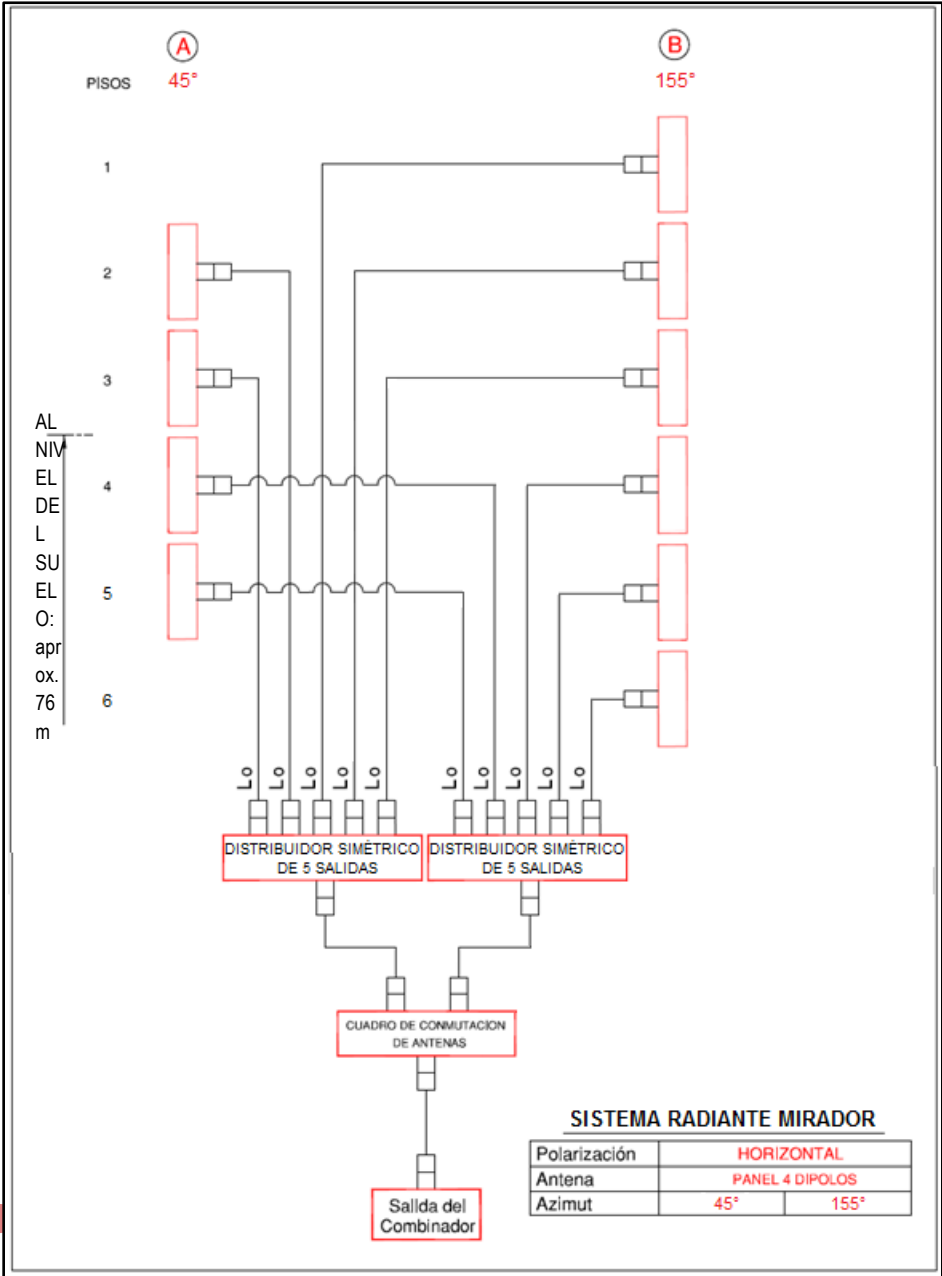 A B
PISOS 45° 155°
1
2
3
AL
NIV
EL
DE
L
SU
EL
O:
apr
ox.
76
m
4
5
6
Lo Lo Lo Lo Lo Lo Lo Lo Lo Lo
DISTRIBUIDOR SIMÉTRICO
DE 5 SALIDAS
DISTRIBUIDOR SIMÉTRICO
DE 5 SALIDAS
CUADRO DE CONMUTACION
DE ANTENAS
Salida del
Combinador
SISTEMA RADIANTE MIRADOR
Polarización HORIZONTAL
Antena PANEL 4 DIPOLOS
Azimut 45° 155°